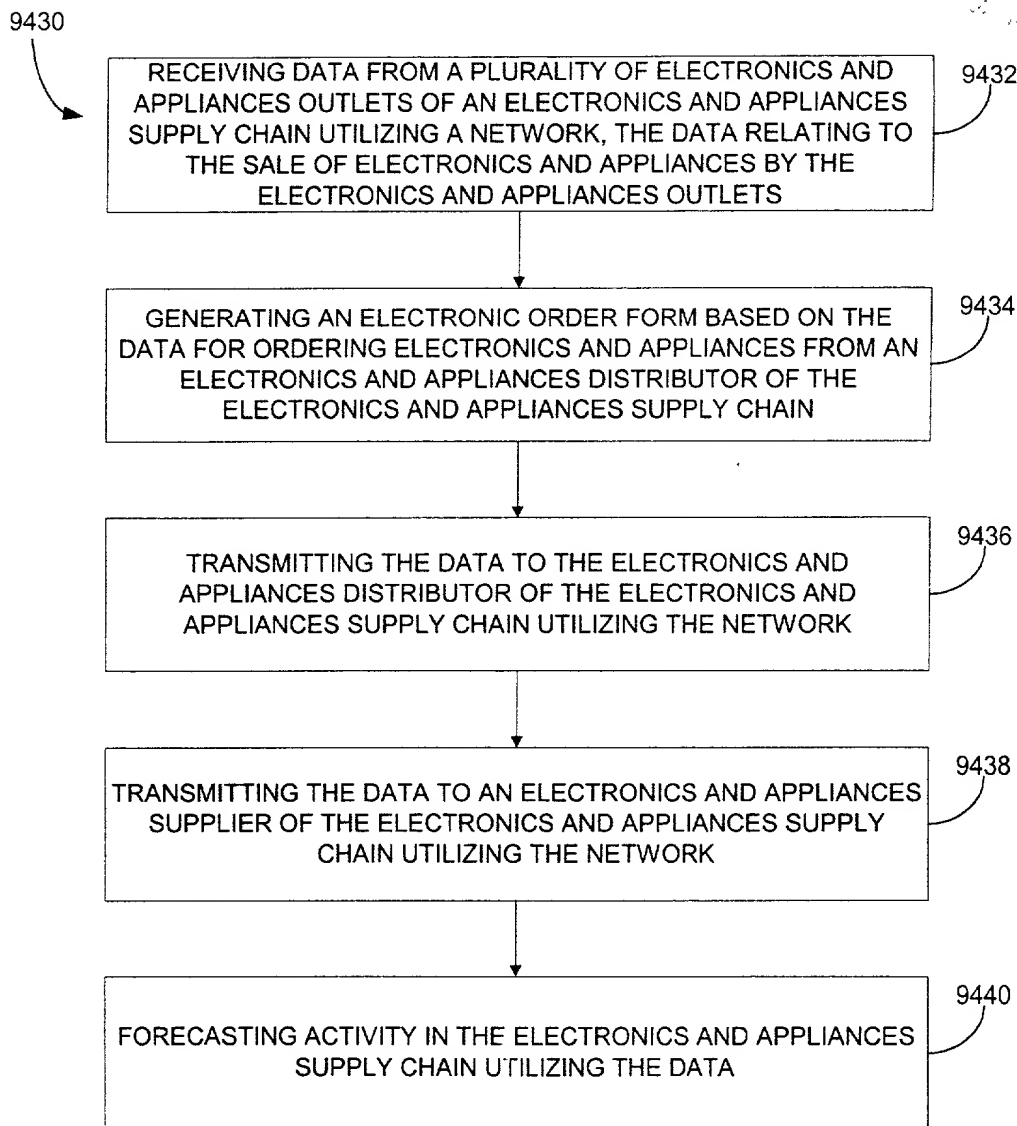 9430
RECEIVING DATA FROM A PLURALITY OF ELECTRONICS AND
APPLIANCES OUTLETS OF AN ELECTRONICS AND APPLIANCES
SUPPLY CHAIN UTILIZING A NETWORK, THE DATA RELATING TO
THE SALE OF ELECTRONICS AND APPLIANCES BY THE
ELECTRONICS AND APPLIANCES OUTLETS
9432
GENERATING AN ELECTRONIC ORDER FORM BASED ON THE
DATA FOR ORDERING ELECTRONICS AND APPLIANCES FROM AN
ELECTRONICS AND APPLIANCES DISTRIBUTOR OF THE
ELECTRONICS AND APPLIANCES SUPPLY CHAIN
9434
TRANSMITTING THE DATA TO THE ELECTRONICS AND
APPLIANCES DISTRIBUTOR OF THE ELECTRONICS AND
APPLIANCES SUPPLY CHAIN UTILIZING THE NETWORK
9436
TRANSMITTING THE DATA TO AN ELECTRONICS AND APPLIANCES
SUPPLIER OF THE ELECTRONICS AND APPLIANCES SUPPLY
CHAIN UTILIZING THE NETWORK
9438
FORECASTING ACTIVITY IN THE ELECTRONICS AND APPLIANCES
SUPPLY CHAIN UTILIZING THE DATA
9440